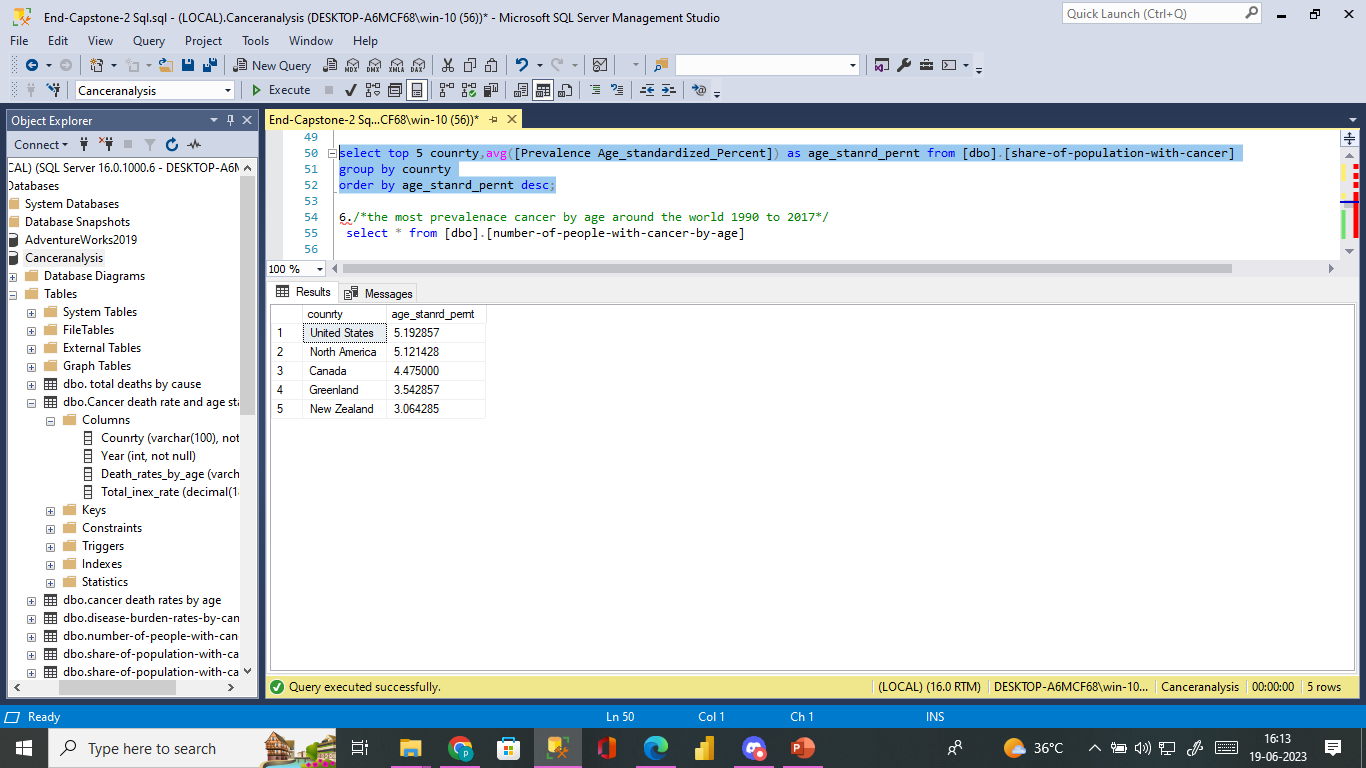 End-Capstone-2 Sql.sql - (LOCAL).Canceranalysis (DESKTOP-A6MCF68\win-10 (56))* - Microsoft SQL Server Management Studio
Quick Launch (Ctrl+Q)
File Edit View Query Project Tools Window Help
New Query MDX DMX XMLA DAX
Canceranalysis Execute
Object Explorer
Connect
CAL) (SQL Server 16.0.1000.6 - DESKTOP-A6M
Databases
System Databases
Database Snapshots
AdventureWorks2019
Canceranalysis
Database Diagrams
Tables
System Tables
FileTables
External Tables
Graph Tables
dbo. total deaths by cause
dbo.Cancer death rate and age sta
Columns
Counrty (varchar(100), not
Year (int, not null)
Death_rates_by_age (varch
Total_inex_rate (decimal(18
Keys
Constraints
Triggers
Indexes
Statistics
dbo.cancer death rates by age
dbo.disease-burden-rates-by-can
dbo.number-of-people-with-can
dbo.share-of-population-with-ca
dbo.share-of-population-with-ca
End-Capstone-2 Sq...CF68\win-10 (56))*
49
50 select top 5 counrty,avg([Prevalence Age_standardized_Percent]) as age_stanrd_pernt from [dbo].[share-of-population-with-cancer]
51 group by counrty
52 order by age_stanrd_pernt desc;
53
54 6./*the most prevalenace cancer by age around the world 1990 to 2017*/
55 select * from [dbo].[number-of-people-with-cancer-by-age]
56
100 %
Results Messages
counrty age_stanrd_pernt
1 United States 5.192857
2 North America 5.121428
3 Canada 4.475000
4 Greenland 3.542857
5 New Zealand 3.064285
Query executed successfully. (LOCAL) (16.0 RTM) DESKTOP-A6MCF68\win-10... Canceranalysis 00:00:00 5 rows
Ready Ln 50 Col 1 Ch 1 INS
Type here to search 36°C 16:13
19-06-2023